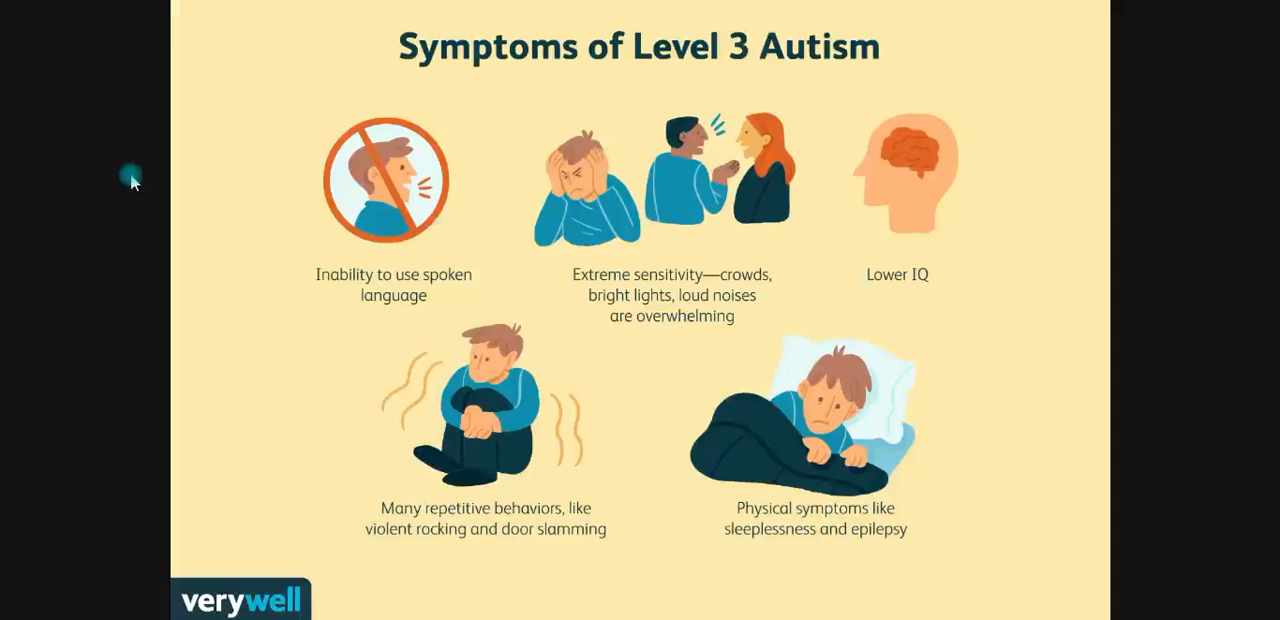 Symptoms of Level 3 Autism
Inability to use spoken
language
Extreme sensitivity—crowds,
bright lights, loud noises
are overwhelming
Lower IQ
Many repetitive behaviors, like
violent rocking and door slamming
Physical symptoms like
sleeplessness and epilepsy
verywell